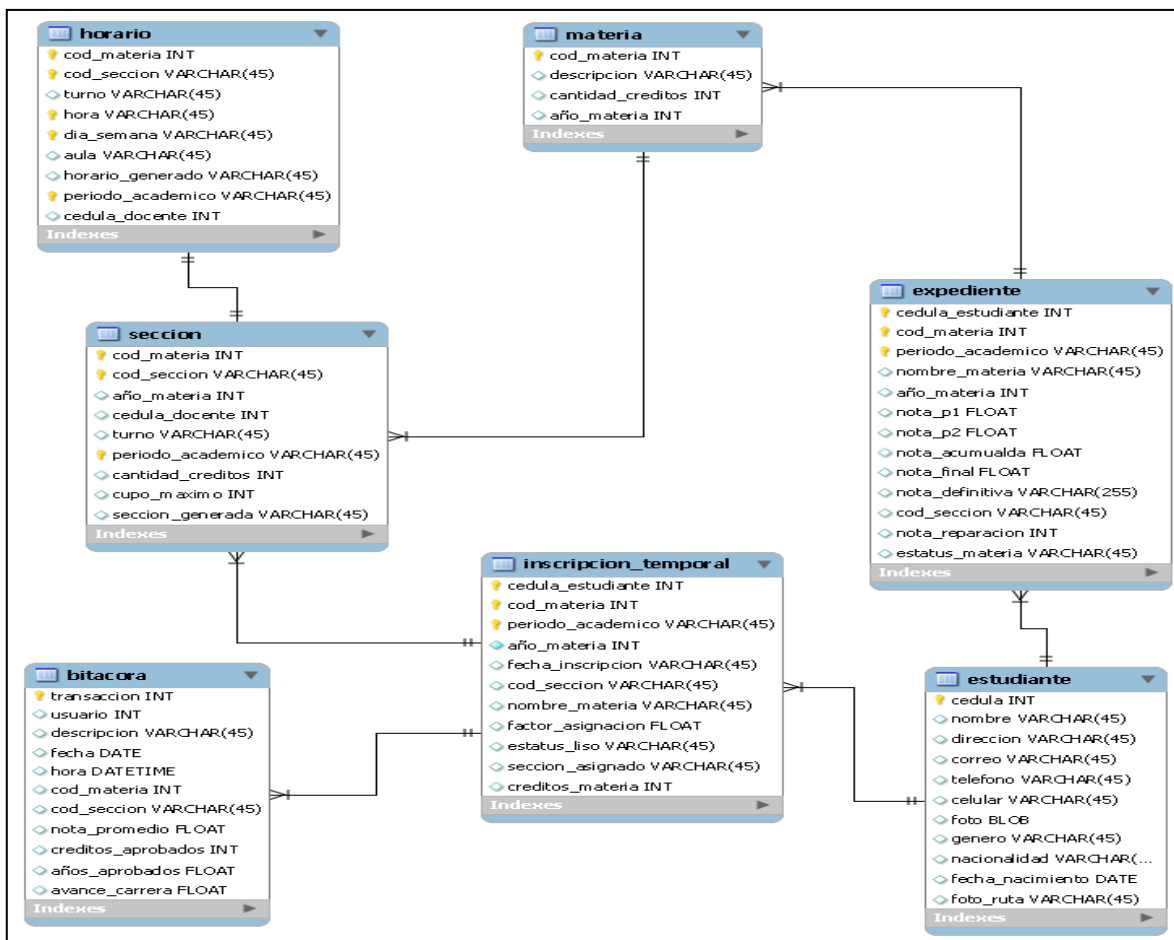 horario
cod_materia INT
cod_seccion VARCHAR(45)
turno VARCHAR(45)
hora VARCHAR(45)
dia_semana VARCHAR(45)
aula VARCHAR(45)
horario_generado VARCHAR(45)
periodo_academico VARCHAR(45)
cedula_docente INT
Indexes
materia
cod_materia INT
descripcion VARCHAR(45)
cantidad_creditos INT
año_materia INT
Indexes
seccion
cod_materia INT
cod_seccion VARCHAR(45)
año_materia INT
cedula_docente INT
turno VARCHAR(45)
periodo_academico VARCHAR(45)
cantidad_creditos INT
cupo_maximo INT
seccion_generada VARCHAR(45)
Indexes
expediente
cedula_estudiante INT
cod_materia INT
periodo_academico VARCHAR(45)
nombre_materia VARCHAR(45)
año_materia INT
nota_p1 FLOAT
nota_p2 FLOAT
nota_acumualda FLOAT
nota_final FLOAT
nota_definitiva VARCHAR(255)
cod_seccion VARCHAR(45)
nota_reparacion INT
estatus_materia VARCHAR(45)
Indexes
inscripcion_temporal
cedula_estudiante INT
cod_materia INT
periodo_academico VARCHAR(45)
año_materia INT
fecha_inscripcion VARCHAR(45)
cod_seccion VARCHAR(45)
nombre_materia VARCHAR(45)
factor_asignacion FLOAT
estatus_liso VARCHAR(45)
seccion_asignado VARCHAR(45)
creditos_materia INT
Indexes
bitacora
transaccion INT
usuario INT
descripcion VARCHAR(45)
fecha DATE
hora DATETIME
cod_materia INT
cod_seccion VARCHAR(45)
nota_promedio FLOAT
creditos_aprobados INT
años_aprobados FLOAT
avance_carrera FLOAT
Indexes
estudiante
cedula INT
nombre VARCHAR(45)
direccion VARCHAR(45)
correo VARCHAR(45)
telefono VARCHAR(45)
celular VARCHAR(45)
foto BLOB
genero VARCHAR(45)
nacionalidad VARCHAR(...
fecha_nacimiento DATE
foto_ruta VARCHAR(45)
Indexes